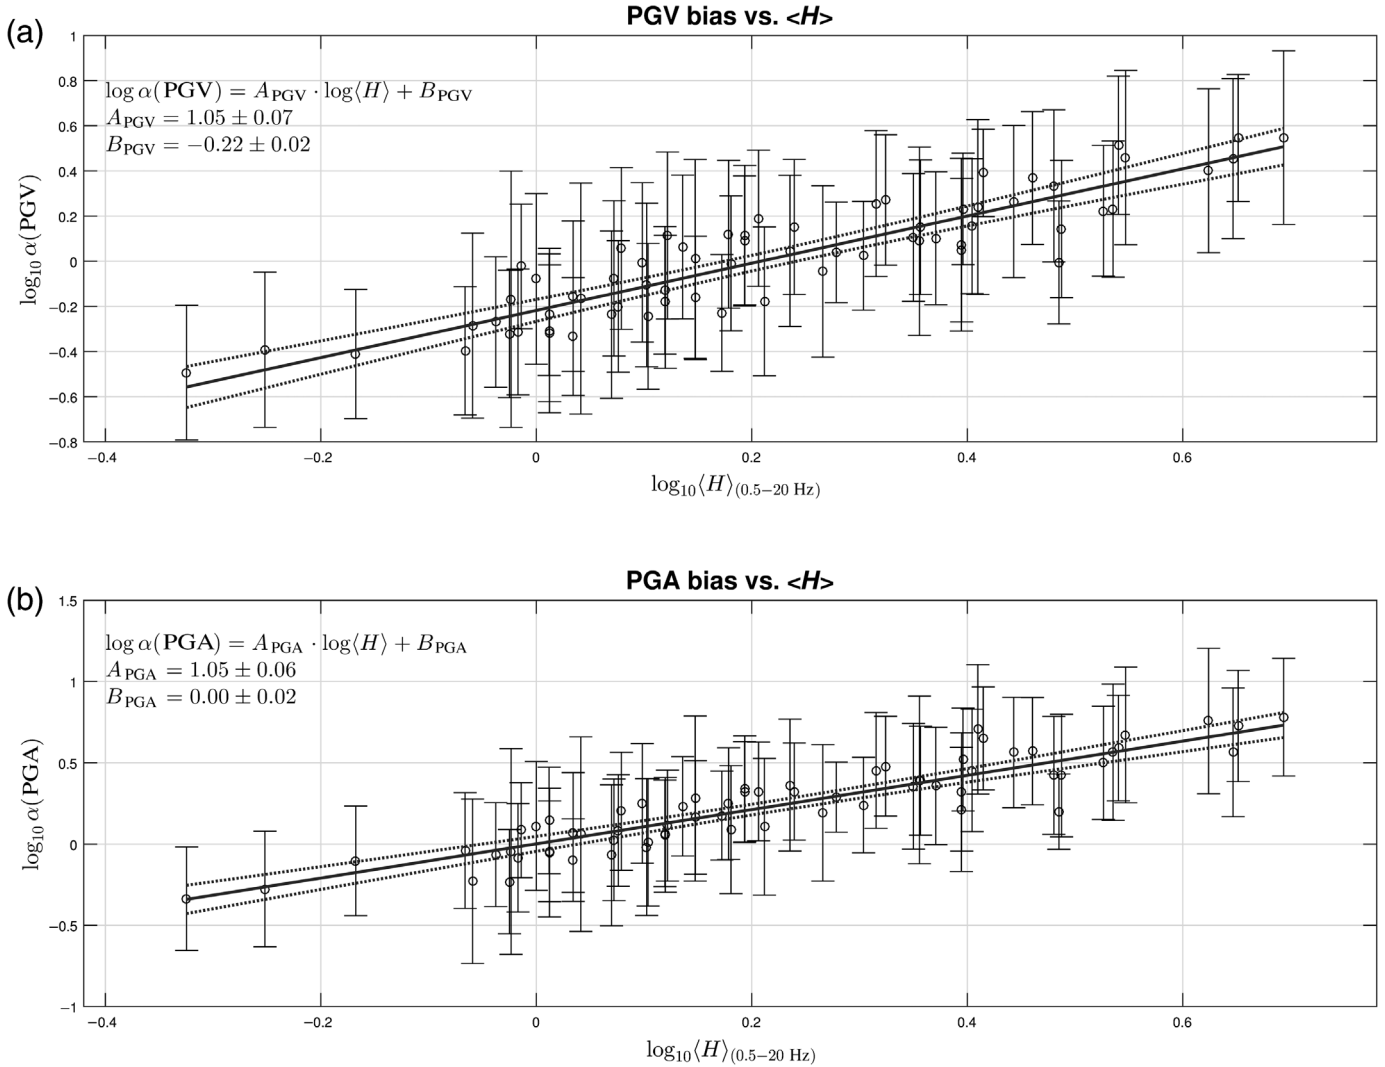 (a)
PGV bias vs. <H>
log α(PGV) = A_PGV · log⟨H⟩ + B_PGV
A_PGV = 1.05 ± 0.07
B_PGV = −0.22 ± 0.02
log₁₀ α(PGV)
1
0.8
0.6
0.4
0.2
0
−0.2
−0.4
−0.6
−0.8
−0.4 −0.2 0 0.2 0.4 0.6
log₁₀⟨H⟩(0.5−20 Hz)
(b)
PGA bias vs. <H>
log α(PGA) = A_PGA · log⟨H⟩ + B_PGA
A_PGA = 1.05 ± 0.06
B_PGA = 0.00 ± 0.02
log₁₀ α(PGA)
1.5
1
0.5
0
−0.5
−1
−0.4 −0.2 0 0.2 0.4 0.6
log₁₀⟨H⟩(0.5−20 Hz)